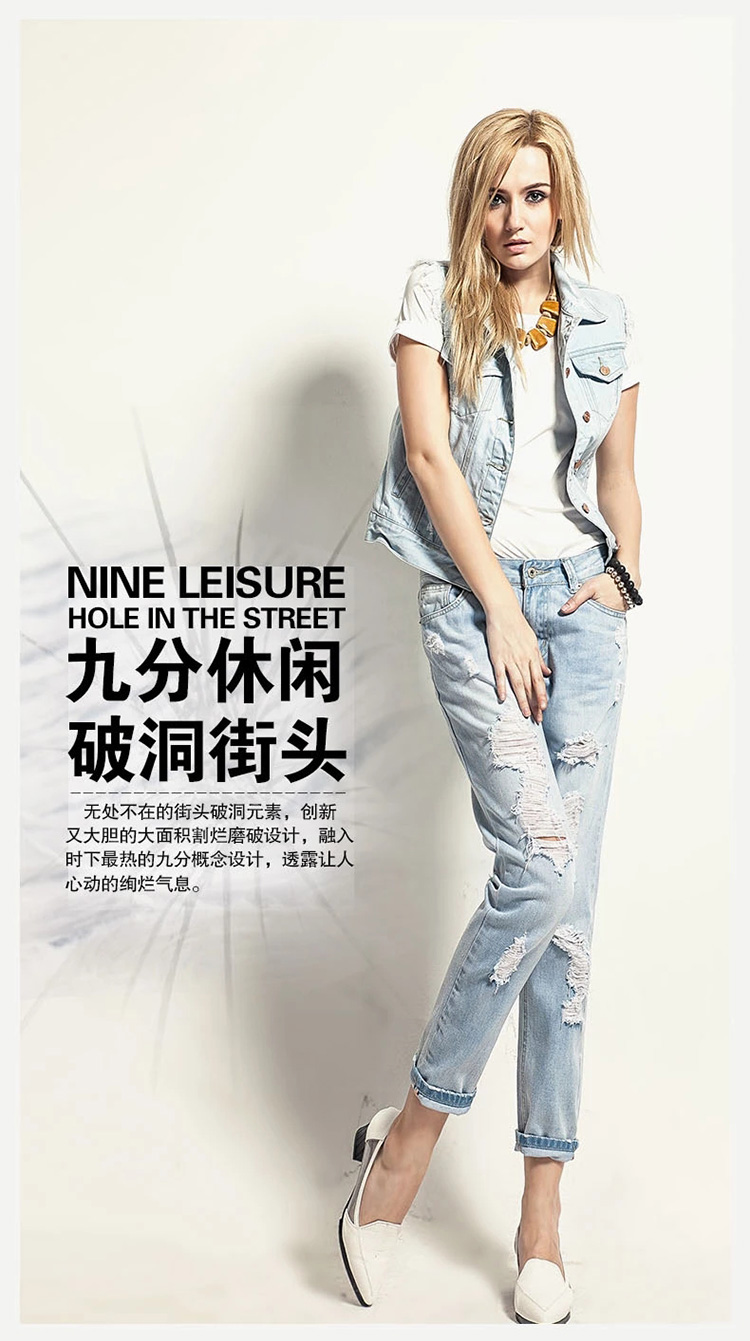 NINE LEISURE
HOLE IN THE STREET
九分休闲
破洞街头
无处不在的街头破洞元素，创新
又大胆的大面积割烂磨破设计，融入
时下最热的九分概念设计，透露让人
心动的绚烂气息。